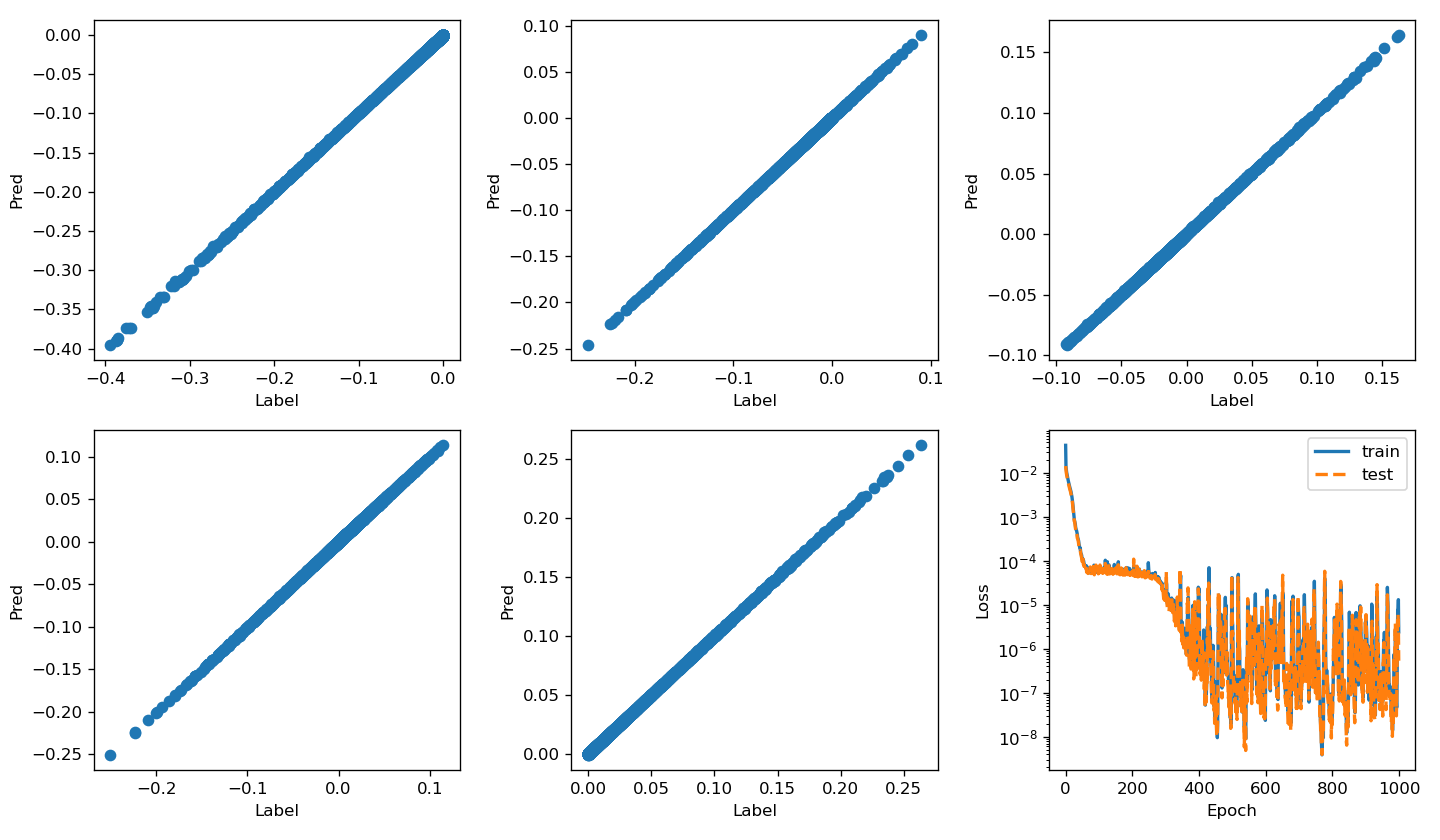 0.00
−0.05
−0.10
−0.15
−0.20
−0.25
−0.30
−0.35
−0.40
Pred
−0.4 −0.3 −0.2 −0.1 0.0
Label
0.10
0.05
0.00
−0.05
−0.10
−0.15
−0.20
−0.25
Pred
−0.2 −0.1 0.0 0.1
Label
0.15
0.10
0.05
0.00
−0.05
−0.10
Pred
−0.10 −0.05 0.00 0.05 0.10 0.15
Label
0.10
0.05
0.00
−0.05
−0.10
−0.15
−0.20
−0.25
Pred
−0.2 −0.1 0.0 0.1
Label
0.25
0.20
0.15
0.10
0.05
0.00
Pred
0.00 0.05 0.10 0.15 0.20 0.25
Label
train
test
10⁻²
10⁻³
10⁻⁴
10⁻⁵
10⁻⁶
10⁻⁷
10⁻⁸
Loss
0 200 400 600 800 1000
Epoch